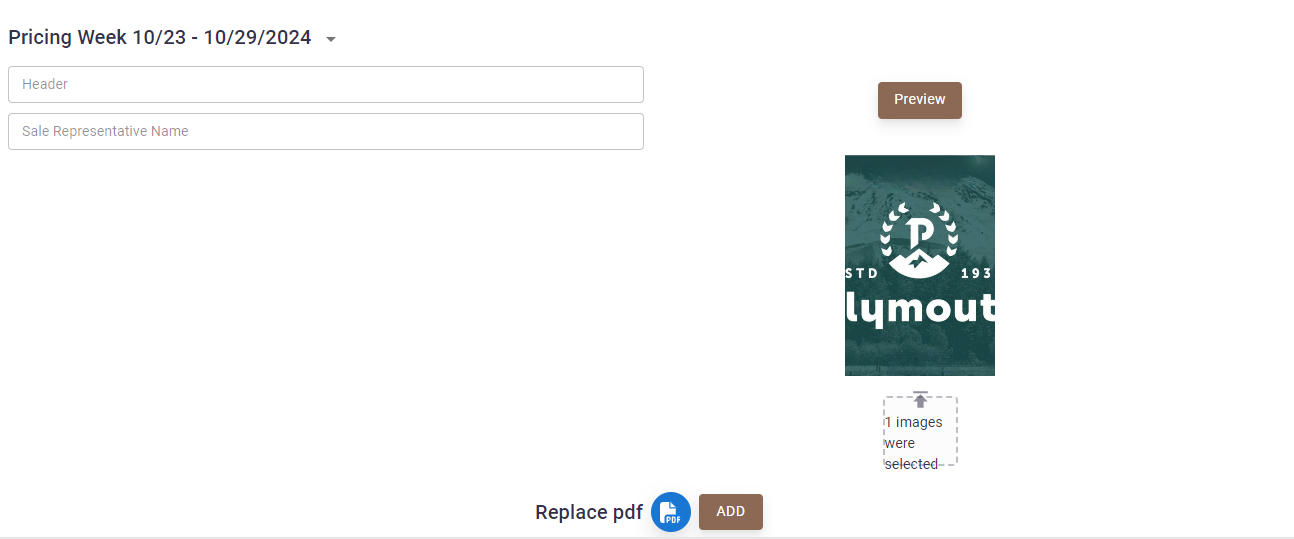 Pricing Week 10/23 - 10/29/2024
Header
Sale Representative Name
Preview
P
STD 193
lymout
1 images
were
selected
Replace pdf PDF ADD